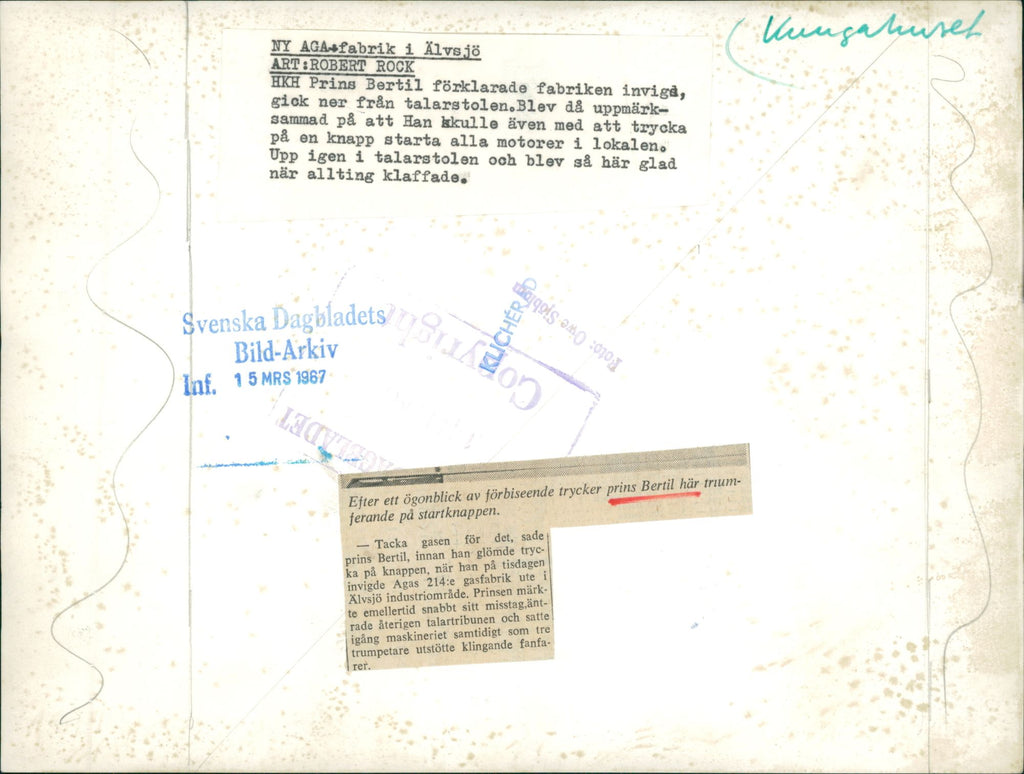 Kungahuset
NY AGA-fabrik i Älvsjö
ART:ROBERT ROCK
HKH Prins Bertil förklarade fabriken invigd,
gick ner från talarstolen.Blev då uppmärk-
sammad på att Han skulle även med att trycka
på en knapp starta alla motorer i lokalen.
Upp igen i talarstolen och blev så här glad
när allting klaffade.
KLICHÉRAD
Foto: Owe Sjöblom
Copyright
Svenska Dagbladets
Bild-Arkiv
Inf. 15 MRS 1967
Efter ett ögonblick av förbiseende trycker prins Bertil här trium-
ferande på startknappen.
— Tacka gasen för det, sade
prins Bertil, innan han glömde tryc-
ka på knappen, när han på tisdagen
invigde Agas 214:e gasfabrik ute i
Älvsjö industriområde. Prinsen märk-
te emellertid snabbt sitt misstag,änt-
rade återigen talartribunen och satte
igång maskineriet samtidigt som tre
trumpetare utstötte klingande fanfa-
rer.